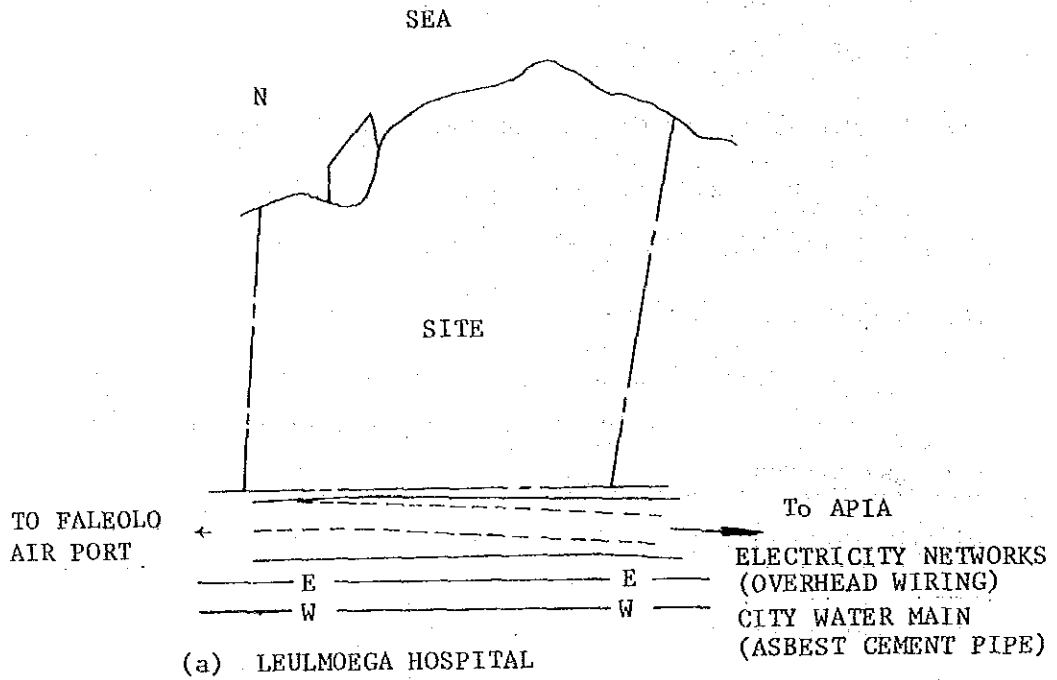 SEA
N
SITE
TO FALEOLO
AIR PORT
To APIA
ELECTRICITY NETWORKS
(OVERHEAD WIRING)
E E
W W
CITY WATER MAIN
(ASBEST CEMENT PIPE)
(a) LEULMOEGA HOSPITAL